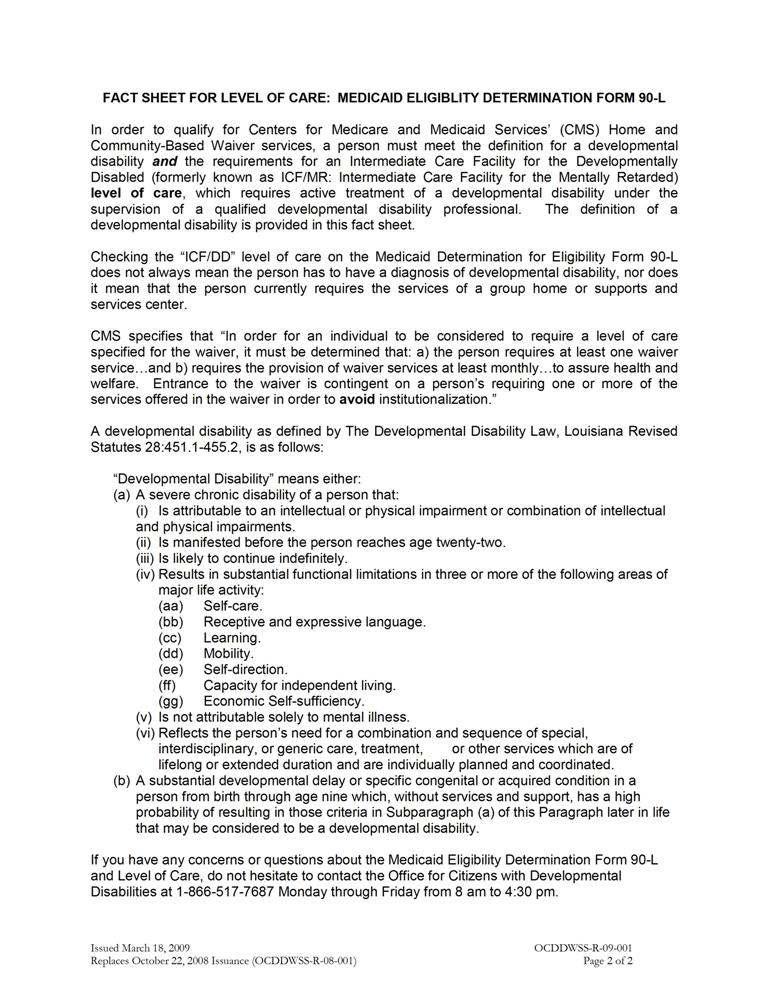 FACT SHEET FOR LEVEL OF CARE: MEDICAID ELIGIBLITY DETERMINATION FORM 90-L
In order to qualify for Centers for Medicare and Medicaid Services' (CMS) Home and
Community-Based Waiver services, a person must meet the definition for a developmental
disability and the requirements for an Intermediate Care Facility for the Developmentally
Disabled (formerly known as ICF/MR: Intermediate Care Facility for the Mentally Retarded)
level of care, which requires active treatment of a developmental disability under the
supervision of a qualified developmental disability professional. The definition of a
developmental disability is provided in this fact sheet.
Checking the "ICF/DD" level of care on the Medicaid Determination for Eligibility Form 90-L
does not always mean the person has to have a diagnosis of developmental disability, nor does
it mean that the person currently requires the services of a group home or supports and
services center.
CMS specifies that "In order for an individual to be considered to require a level of care
specified for the waiver, it must be determined that: a) the person requires at least one waiver
service…and b) requires the provision of waiver services at least monthly…to assure health and
welfare. Entrance to the waiver is contingent on a person's requiring one or more of the
services offered in the waiver in order to avoid institutionalization."
A developmental disability as defined by The Developmental Disability Law, Louisiana Revised
Statutes 28:451.1-455.2, is as follows:
"Developmental Disability" means either:
(a) A severe chronic disability of a person that:
(i) Is attributable to an intellectual or physical impairment or combination of intellectual
and physical impairments.
(ii) Is manifested before the person reaches age twenty-two.
(iii) Is likely to continue indefinitely.
(iv) Results in substantial functional limitations in three or more of the following areas of
major life activity:
(aa) Self-care.
(bb) Receptive and expressive language.
(cc) Learning.
(dd) Mobility.
(ee) Self-direction.
(ff) Capacity for independent living.
(gg) Economic Self-sufficiency.
(v) Is not attributable solely to mental illness.
(vi) Reflects the person's need for a combination and sequence of special,
interdisciplinary, or generic care, treatment, or other services which are of
lifelong or extended duration and are individually planned and coordinated.
(b) A substantial developmental delay or specific congenital or acquired condition in a
person from birth through age nine which, without services and support, has a high
probability of resulting in those criteria in Subparagraph (a) of this Paragraph later in life
that may be considered to be a developmental disability.
If you have any concerns or questions about the Medicaid Eligibility Determination Form 90-L
and Level of Care, do not hesitate to contact the Office for Citizens with Developmental
Disabilities at 1-866-517-7687 Monday through Friday from 8 am to 4:30 pm.
Issued March 18, 2009 OCDDWSS-R-09-001
Replaces October 22, 2008 Issuance (OCDDWSS-R-08-001) Page 2 of 2